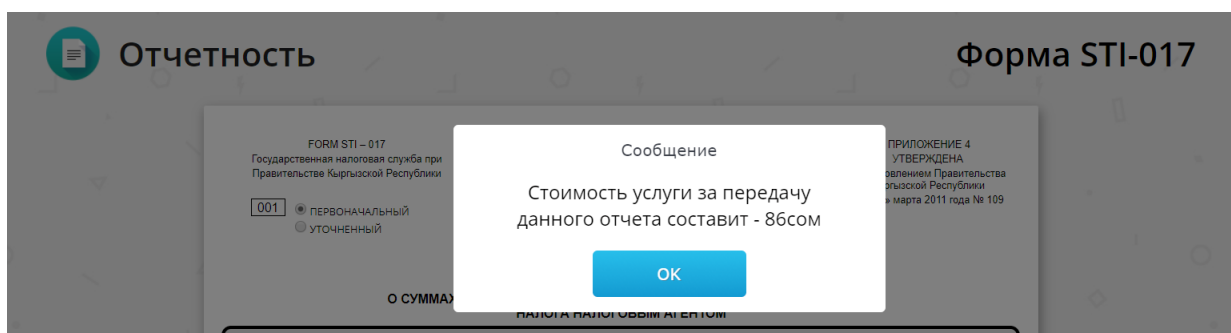 Отчетность
Форма STI-017
FORM STI – 017
Государственная налоговая служба при
Правительстве Кыргызской Республики
001
ПЕРВОНАЧАЛЬНЫЙ
УТОЧНЕННЫЙ
ПРИЛОЖЕНИЕ 4
УТВЕРЖДЕНА
Правительства
Республики
марта 2011 года № 109
Сообщение
Стоимость услуги за передачу
данного отчета составит - 86сом
ОК
О СУММАХ
НАЛОГА НАЛОГОВЫМ АГЕНТОМ